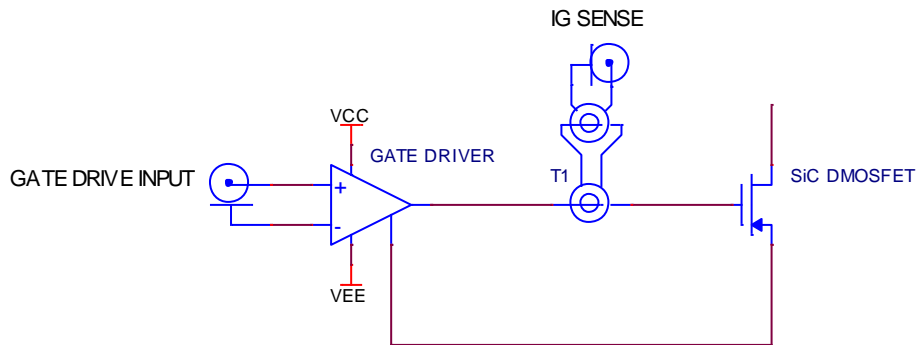 IG SENSE
VCC
GATE DRIVER
GATE DRIVE INPUT
T1
SiC DMOSFET
+
-
VEE